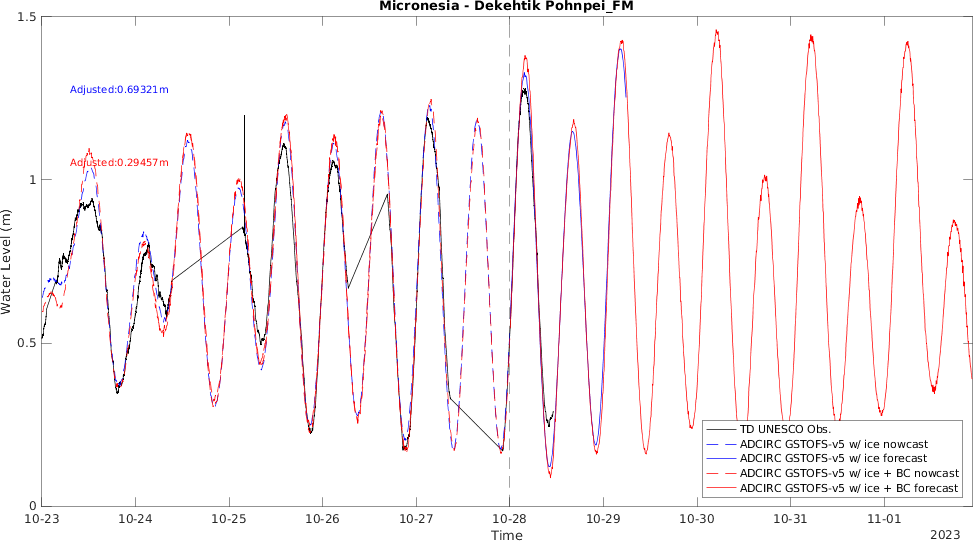 Micronesia - Dekehtik Pohnpei_FM
1.5
1
0.5
0
Water Level (m)
Adjusted:0.69321m
Adjusted:0.29457m
TD UNESCO Obs.
ADCIRC GSTOFS-v5 w/ ice nowcast
ADCIRC GSTOFS-v5 w/ ice forecast
ADCIRC GSTOFS-v5 w/ ice + BC nowcast
ADCIRC GSTOFS-v5 w/ ice + BC forecast
10-23 10-24 10-25 10-26 10-27 10-28 10-29 10-30 10-31 11-01
Time
2023